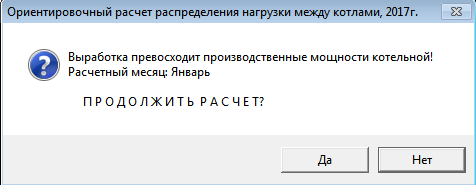 Ориентировочный расчет распределения нагрузки между котлами, 2017г.
Выработка превосходит производственные мощности котельной!
Расчетный месяц: Январь
П Р О Д О Л Ж И Т Ь Р А С Ч Е Т?
Да
Нет